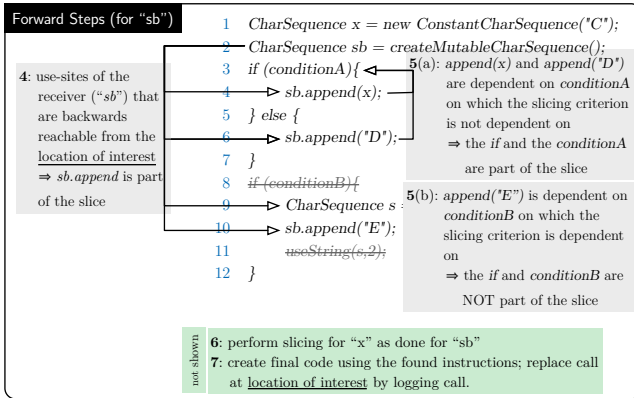 Forward Steps (for “sb”)
1 CharSequence x = new ConstantCharSequence("C");
2 CharSequence sb = createMutableCharSequence();
3 if (conditionA){
4 sb.append(x);
5 } else {
6 sb.append("D");
7 }
8 if (conditionB){
9 CharSequence s =
10 sb.append("E");
11 useString(s,2);
12 }
4: use-sites of the
receiver (“sb”) that
are backwards
reachable from the
location of interest
⇒ sb.append is part
of the slice
5(a): append(x) and append("D")
are dependent on conditionA
on which the slicing criterion
is not dependent on
⇒ the if and the conditionA
are part of the slice
5(b): append("E”) is dependent on
conditionB on which the
slicing criterion is dependent
on
⇒ the if and conditionB are
NOT part of the slice
not shown
6: perform slicing for “x” as done for “sb”
7: create final code using the found instructions; replace call
at location of interest by logging call.